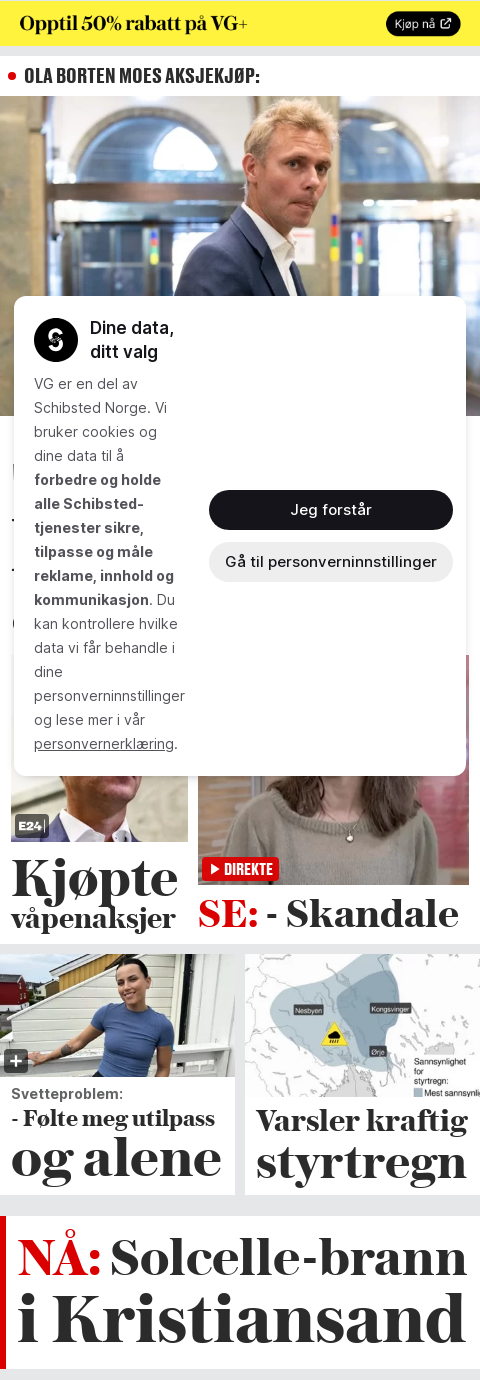 Opptil 50% rabatt på VG+
Kjøp nå
OLA BORTEN MOES AKSJEKJØP:
Dine data,
ditt valg
VG er en del av
Schibsted Norge. Vi
bruker cookies og
dine data til å
forbedre og holde
alle Schibsted-
tjenester sikre,
tilpasse og måle
reklame, innhold og
kommunikasjon. Du
kan kontrollere hvilke
data vi får behandle i
dine
personverninnstillinger
og lese mer i vår
personvernerklæring.
Jeg forstår
Gå til personverninnstillinger
E24
Kjøpte
våpenaksjer
DIREKTE
SE: - Skandale
Svetteproblem:
- Følte meg utilpass
og alene
Nesbyen
Kongsvinger
Ørje
Sannsynlighet
for
styrtregn:
Mest sannsynlig
Varsler kraftig
styrtregn
NÅ: Solcelle-brann
i Kristiansand